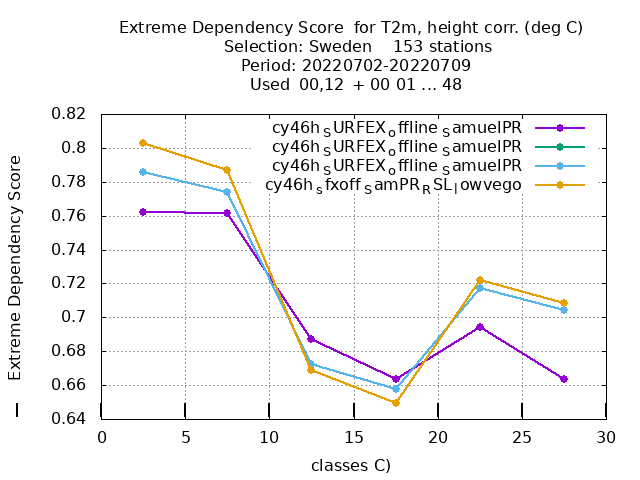 Extreme Dependency Score  for T2m, height corr. (deg C)
Selection: Sweden    153 stations
Period: 20220702-20220709
Used  00,12  + 00 01 ... 48
0.82
0.8
0.78
0.76
0.74
0.72
0.7
0.68
0.66
0.64
Extreme Dependency Score
cy46h_SURFEX_offline_SamuelPR
cy46h_SURFEX_offline_SamuelPR
cy46h_SURFEX_offline_SamuelPR
cy46h_sfxoff_SamPR_RSL_lowvego
0 5 10 15 20 25 30
classes C)